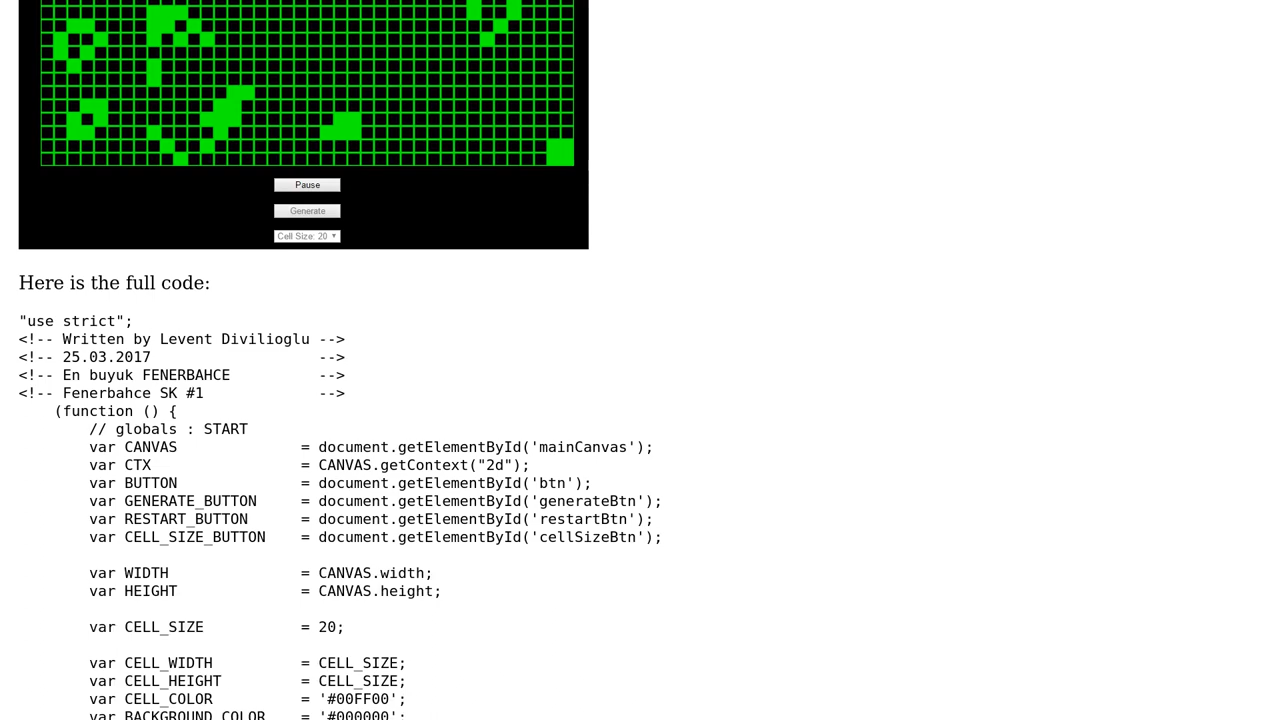 Pause
Generate
Cell Size: 20
Here is the full code:
"use strict";
<!-- Written by Levent Divilioglu -->
<!-- 25.03.2017                   -->
<!-- En buyuk FENERBAHCE          -->
<!-- Fenerbahce SK #1             -->
    (function () {
        // globals : START
        var CANVAS              = document.getElementById('mainCanvas');
        var CTX                 = CANVAS.getContext("2d");
        var BUTTON              = document.getElementById('btn');
        var GENERATE_BUTTON     = document.getElementById('generateBtn');
        var RESTART_BUTTON      = document.getElementById('restartBtn');
        var CELL_SIZE_BUTTON    = document.getElementById('cellSizeBtn');
        var WIDTH               = CANVAS.width;
        var HEIGHT              = CANVAS.height;
        var CELL_SIZE           = 20;
        var CELL_WIDTH          = CELL_SIZE;
        var CELL_HEIGHT         = CELL_SIZE;
        var CELL_COLOR          = '#00FF00';
        var BACKGROUND_COLOR    = '#000000';